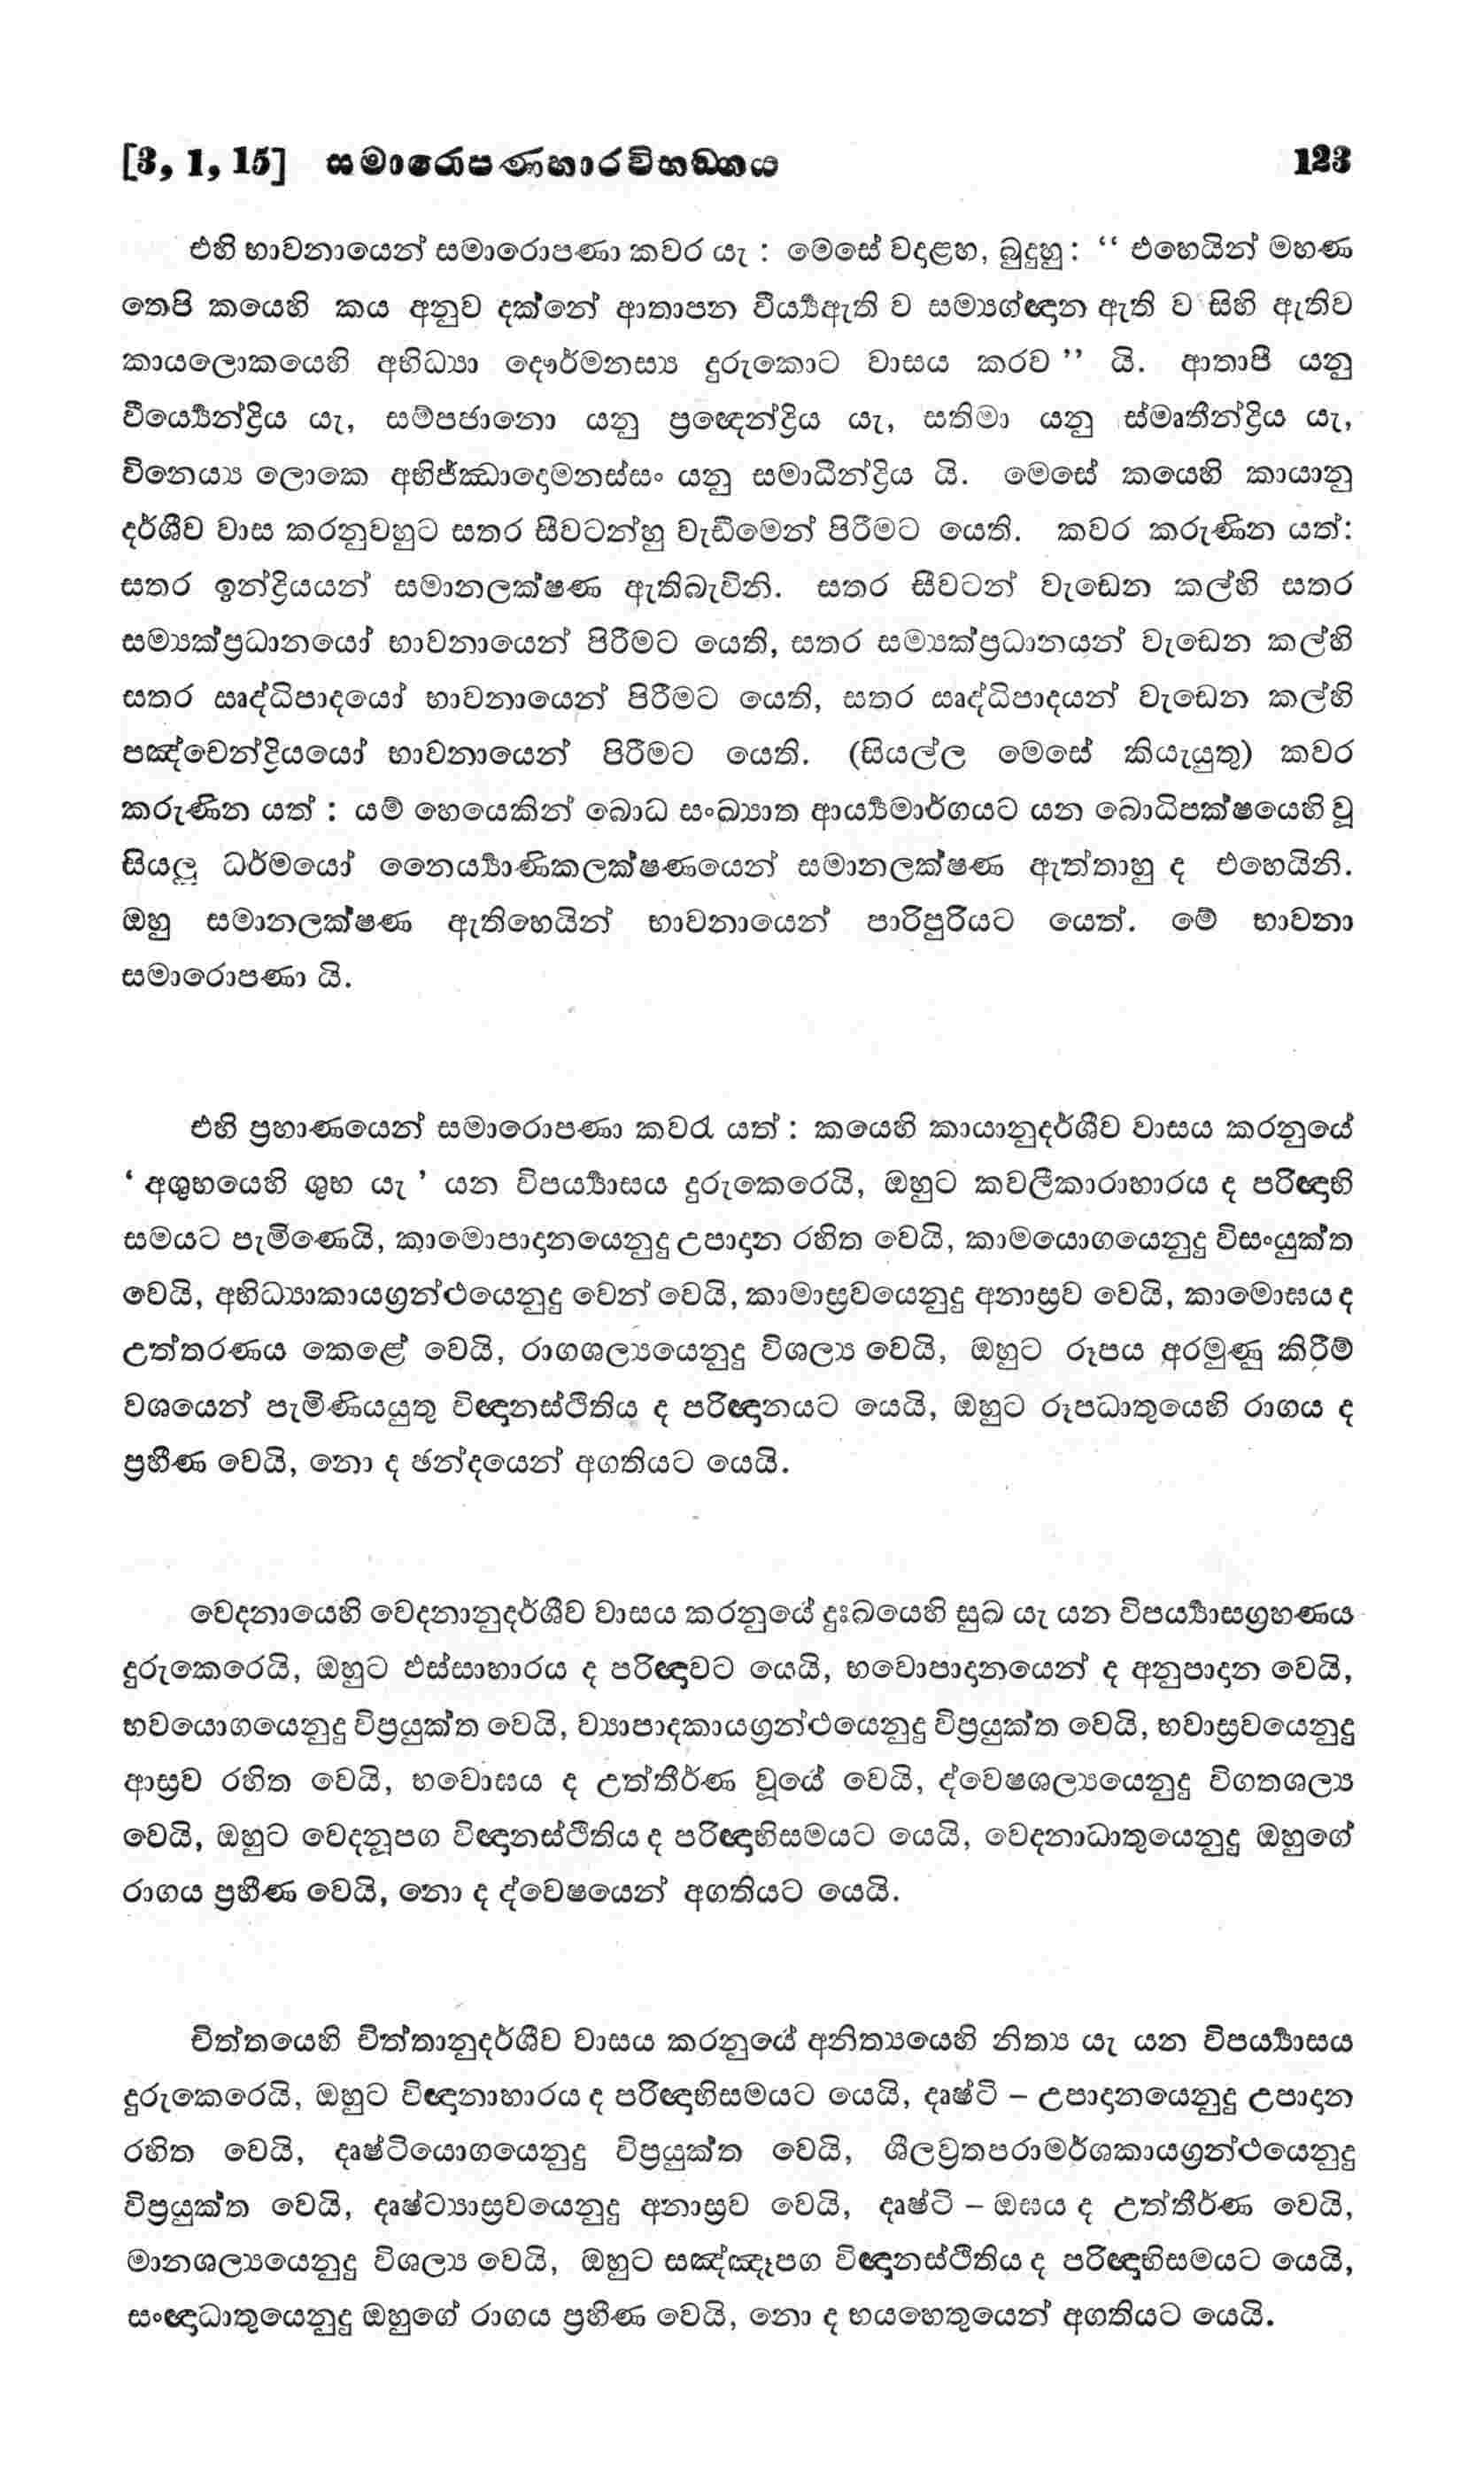 [3, 1, 15] සමාරොපණහාරවිභඞ්ගය 123
එහි භාවනායෙන් සමාරොපණා කවර යැ : මෙසේ වදාළහ, බුදුහු : “ එහෙයින් මහණ
තෙපි කයෙහි කය අනුව දක්නේ ආතාපන වීර්‍ය්‍යඇති ව සම්‍යග්ඥාන ඇති ව සිහි ඇතිව
කායලොකයෙහි අභිධ්‍යා දෞර්මනස්‍ය දුරුකොට වාසය කරව ” යි. ආතාපී යනු
වීර්‍ය්‍යෙන්ද්‍රිය යැ, සම්පජානො යනු ප්‍රඥෙන්ද්‍රිය යැ, සතිමා යනු ස්මෘතීන්ද්‍රිය යැ,
විනෙය්‍ය ලොකෙ අභිජ්ඣාදොමනස්සං යනු සමාධීන්ද්‍රිය යි. මෙසේ කයෙහි කායානු
දර්ශීව වාස කරනුවහුට සතර සීවටන්හු වැඩීමෙන් පිරීමට යෙති. කවර කරුණින යත්:
සතර ඉන්ද්‍රියයන් සමානලක්ෂණ ඇතිබැවිනි. සතර සීවටන් වැඩෙන කල්හි සතර
සම්‍යක්ප්‍රධානයෝ භාවනායෙන් පිරීමට යෙති, සතර සම්‍යක්ප්‍රධානයන් වැඩෙන කල්හි
සතර ඍද්ධිපාදයෝ භාවනායෙන් පිරීමට යෙති, සතර ඍද්ධිපාදයන් වැඩෙන කල්හි
පඤ්චෙන්ද්‍රියයෝ භාවනායෙන් පිරීමට යෙති. (සියල්ල මෙසේ කියැයුතු) කවර
කරුණින යත් : යම් හෙයෙකින් බොධ සංඛ්‍යාත ආර්‍ය්‍යමාර්ගයට යන බොධිපක්ෂයෙහි වූ
සියලු ධර්මයෝ නෛර්‍ය්‍යාණිකලක්ෂණයෙන් සමානලක්ෂණ ඇත්තාහු ද එහෙයිනි.
ඔහු සමානලක්ෂණ ඇතිහෙයින් භාවනායෙන් පාරිපුරියට යෙත්. මේ භාවනා
සමාරොපණා යි.
එහි ප්‍රහාණයෙන් සමාරොපණා කවරැ යත් : කයෙහි කායානුදර්ශීව වාසය කරනුයේ
‘ අශුභයෙහි ශුභ යැ ’ යන විපර්‍ය්‍යාසය දුරුකෙරෙයි, ඔහුට කවලීකාරාහාරය ද පරිඥාභි
සමයට පැමිණෙයි, කාමොපාදානයෙනුදු උපාදාන රහිත වෙයි, කාමයොගයෙනුදු විසංයුක්ත
වෙයි, අභිධ්‍යාකායග්‍රන්ථයෙනුදු වෙන් වෙයි, කාමාස්‍රවයෙනුදු අනාස්‍රව වෙයි, කාමොඝය ද
උත්තරණය කෙළේ වෙයි, රාගශල්‍යයෙනුදු විශල්‍ය වෙයි, ඔහුට රූපය අරමුණු කිරීම්
වශයෙන් පැමිණියයුතු විඥානස්ථිතිය ද පරිඥානයට යෙයි, ඔහුට රූපධාතුයෙහි රාගය ද
ප්‍රහීණ වෙයි, නො ද ඡන්දයෙන් අගතියට යෙයි.
වෙදනායෙහි වෙදනානුදර්ශීව වාසය කරනුයේ දුඃඛයෙහි සුඛ යැ යන විපර්‍ය්‍යාසග්‍රහණය
දුරුකෙරෙයි, ඔහුට ඵස්සාහාරය ද පරිඥාවට යෙයි, භවොපාදානයෙන් ද අනුපාදාන වෙයි,
භවයොගයෙනුදු විප්‍රයුක්ත වෙයි, ව්‍යාපාදකායග්‍රන්ථයෙනුදු විප්‍රයුක්ත වෙයි, භවාස්‍රවයෙනුදු
ආස්‍රව රහිත වෙයි, භවොඝය ද උත්තීර්ණ වූයේ වෙයි, ද්වෙෂශල්‍යයෙනුදු විගතශල්‍ය
වෙයි, ඔහුට වෙදනූපග විඥානස්ථිතිය ද පරිඥාභිසමයට යෙයි, වෙදනාධාතුයෙනුදු ඔහුගේ
රාගය ප්‍රහීණ වෙයි, නො ද ද්වෙෂයෙන් අගතියට යෙයි.
චිත්තයෙහි චිත්තානුදර්ශීව වාසය කරනුයේ අනිත්‍යයෙහි නිත්‍ය යැ යන විපර්‍ය්‍යාසය
දුරුකෙරෙයි, ඔහුට විඥානාහාරය ද පරිඥාභිසමයට යෙයි, දෘෂ්ටි – උපාදානයෙනුදු උපාදාන
රහිත වෙයි, දෘෂ්ටියොගයෙනුදු විප්‍රයුක්ත වෙයි, ශීලව්‍රතපරාමර්ශකායග්‍රන්ථයෙනුදු
විප්‍රයුක්ත වෙයි, දෘෂ්ට්‍යාස්‍රවයෙනුදු අනාස්‍රව වෙයි, දෘෂ්ටි – ඔඝය ද උත්තීර්ණ වෙයි,
මානශල්‍යයෙනුදු විශල්‍ය වෙයි, ඔහුට සඤ්ඤූපග විඥානස්ථිතිය ද පරිඥාභිසමයට යෙයි,
සංඥාධාතුයෙනුදු ඔහුගේ රාගය ප්‍රහීණ වෙයි, නො ද භයහෙතුයෙන් අගතියට යෙයි.